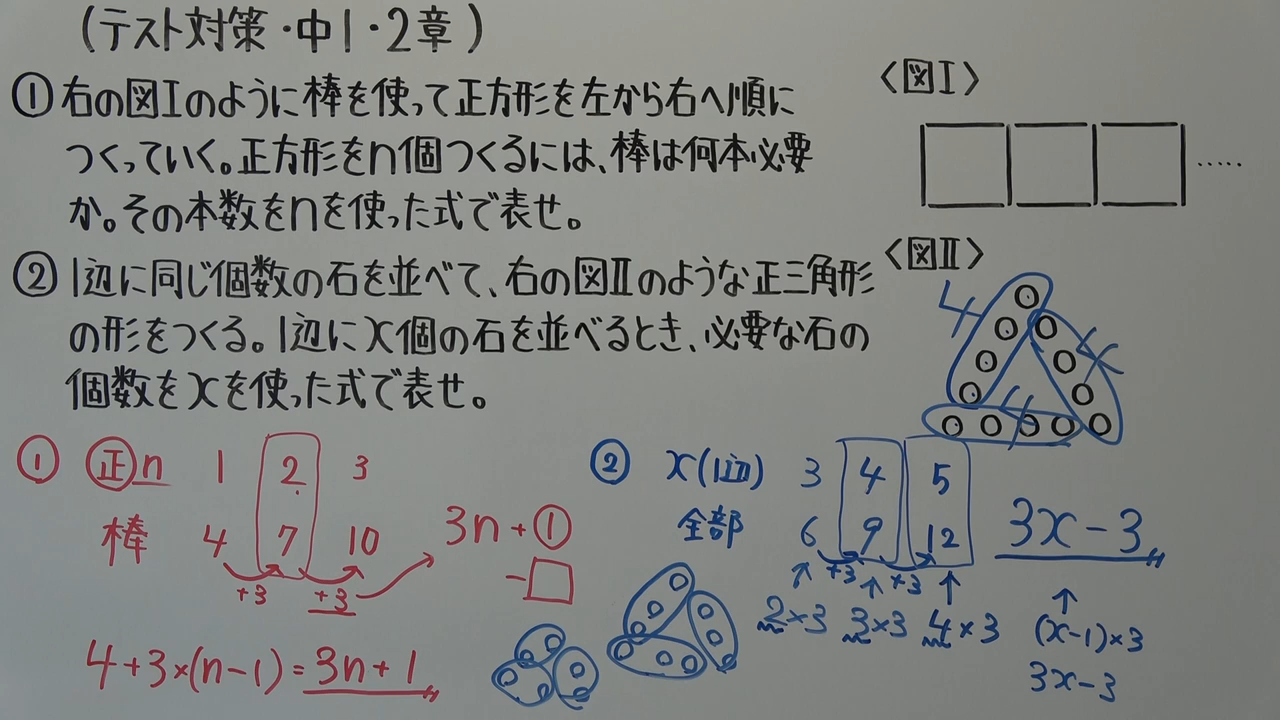 (テスト対策・中1・2章)
①右の図Iのように棒を使って正方形を左から右へ順に
つくっていく。正方形をn個つくるには、棒は何本必要
か。その本数をnを使った式で表せ。
②1辺に同じ個数の石を並べて、右の図IIのような正三角形
の形をつくる。1辺にx個の石を並べるとき、必要な石の
個数をxを使った式で表せ。
〈図I〉
……
〈図II〉
4 4 4
① 正n 1 2 3
棒 4 7 10
+3 +3
3n+①
-□
4+3×(n-1)=3n+1
② x(1辺) 3 4 5
全部 6 9 12
+3 +3
3x-3
2×3 3×3 4×3 (x-1)×3
3x-3